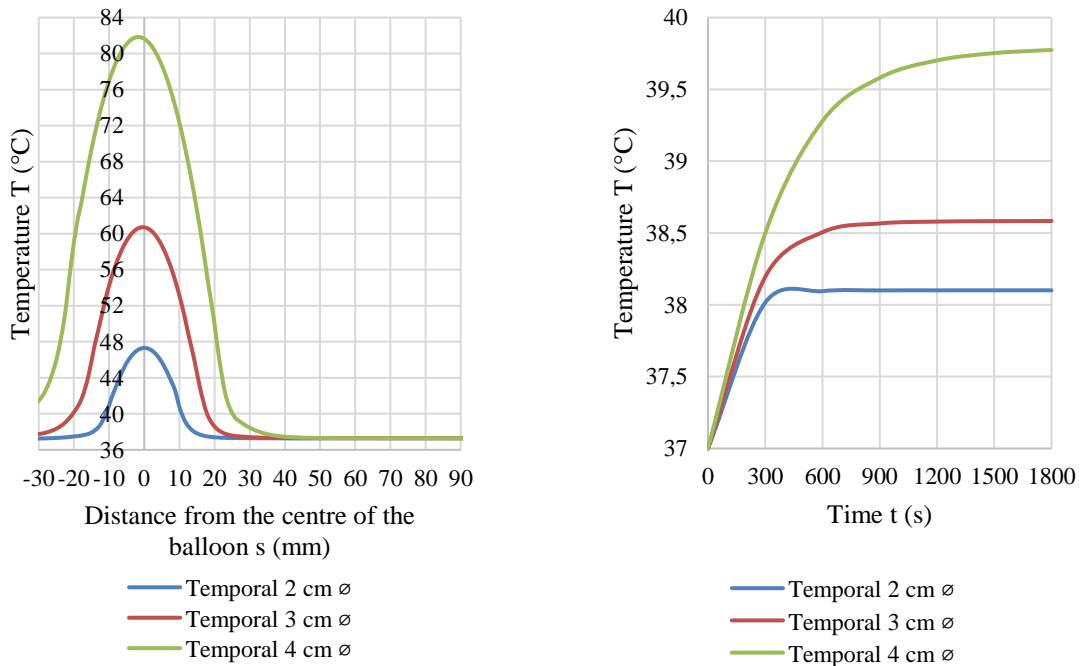 Temperature T (°C)
84
80
76
72
68
64
60
56
52
48
44
40
36
-30 -20 -10 0 10 20 30 40 50 60 70 80 90
Distance from the centre of the
balloon s (mm)
Temporal 2 cm ⌀
Temporal 3 cm ⌀
Temporal 4 cm ⌀
Temperature T (°C)
40
39,5
39
38,5
38
37,5
37
0 300 600 900 1200 1500 1800
Time t (s)
Temporal 2 cm ⌀
Temporal 3 cm ⌀
Temporal 4 cm ⌀